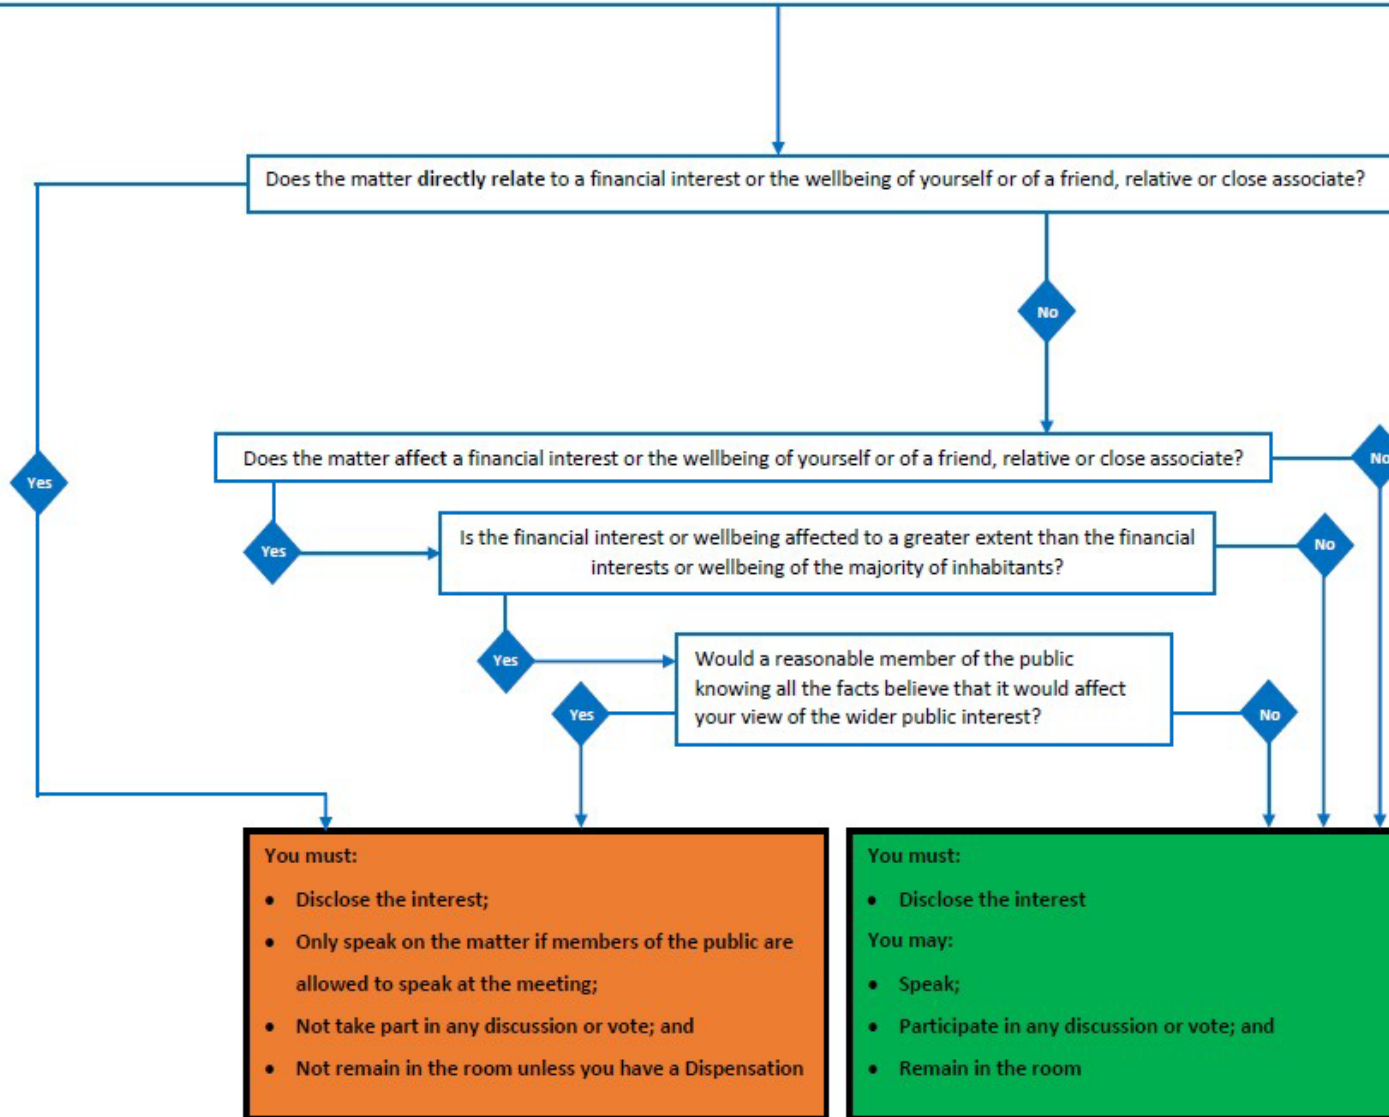 Does the matter directly relate to a financial interest or the wellbeing of yourself or of a friend, relative or close associate?
No
Does the matter affect a financial interest or the wellbeing of yourself or of a friend, relative or close associate?
No
Yes
Yes
Is the financial interest or wellbeing affected to a greater extent than the financial
interests or wellbeing of the majority of inhabitants?
No
Yes
Would a reasonable member of the public
knowing all the facts believe that it would affect
your view of the wider public interest?
Yes
No
You must:
• Disclose the interest;
• Only speak on the matter if members of the public are
allowed to speak at the meeting;
• Not take part in any discussion or vote; and
• Not remain in the room unless you have a Dispensation
You must:
• Disclose the interest
You may:
• Speak;
• Participate in any discussion or vote; and
• Remain in the room